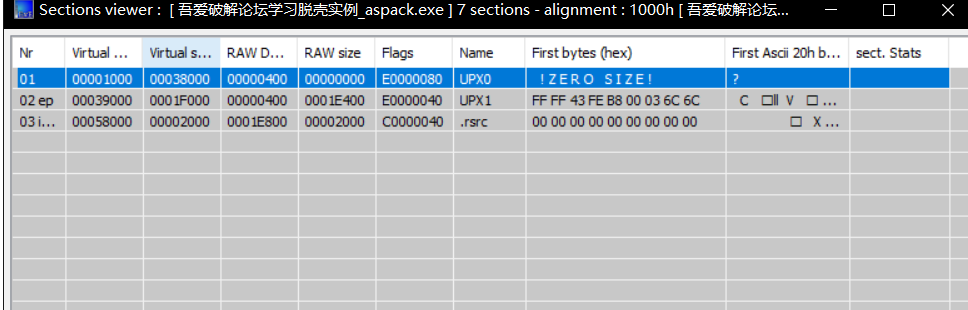 Sections viewer : [ 吾爱破解论坛学习脱壳实例_aspack.exe ] 7 sections - alignment : 1000h [ 吾爱破解论坛...
Nr Virtual ... Virtual s... RAW D... RAW size Flags Name First bytes (hex) First Ascii 20h b... sect. Stats
01 00001000 00038000 00000400 00000000 E0000080 UPX0 ! Z E R O S I Z E ! ?
02 ep 00039000 0001F000 00000400 0001E400 E0000040 UPX1 FF FF 43 FE B8 00 03 6C 6C C □ll V □ ...
03 i... 00058000 00002000 0001E800 00002000 C0000040 .rsrc 00 00 00 00 00 00 00 00 00 □ X ...